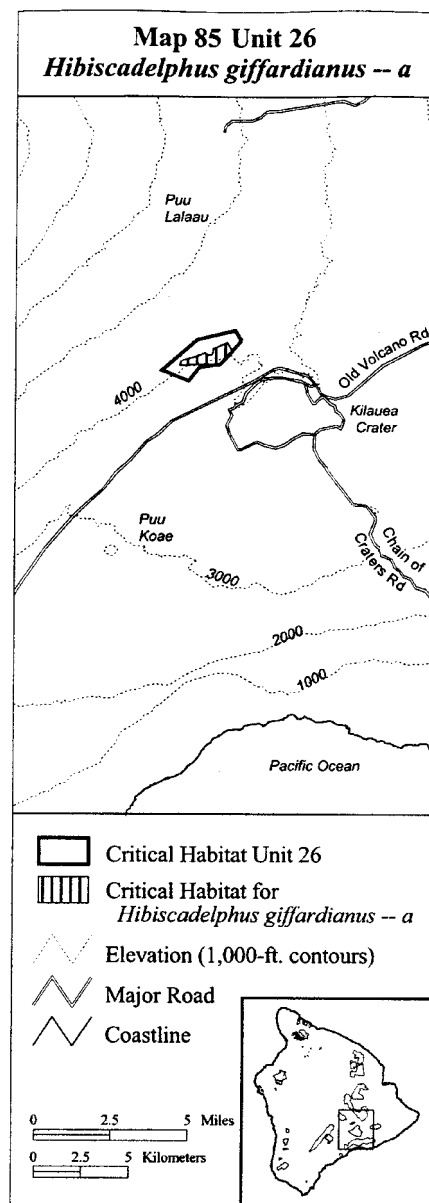 Map 85 Unit 26
Hibiscadelphus giffardianus -- a
Puu
Lalaau
Old Volcano Rd
4000
Kilauea
Crater
Puu
Koae
Chain of
Craters Rd
3000
2000
1000
Pacific Ocean
Critical Habitat Unit 26
Critical Habitat for
Hibiscadelphus giffardianus -- a
Elevation (1,000-ft. contours)
Major Road
Coastline
0 2.5 5 Miles
0 2.5 5 Kilometers